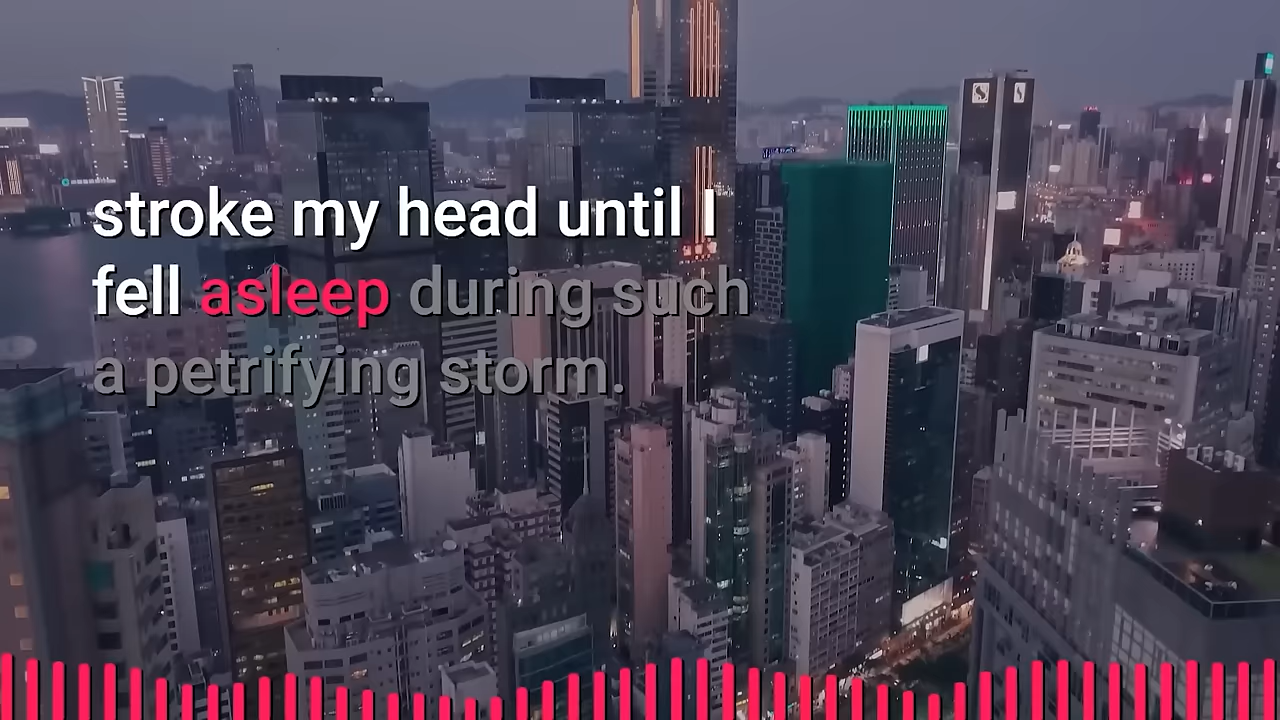 stroke my head until I
fell asleep during such
a petrifying storm.